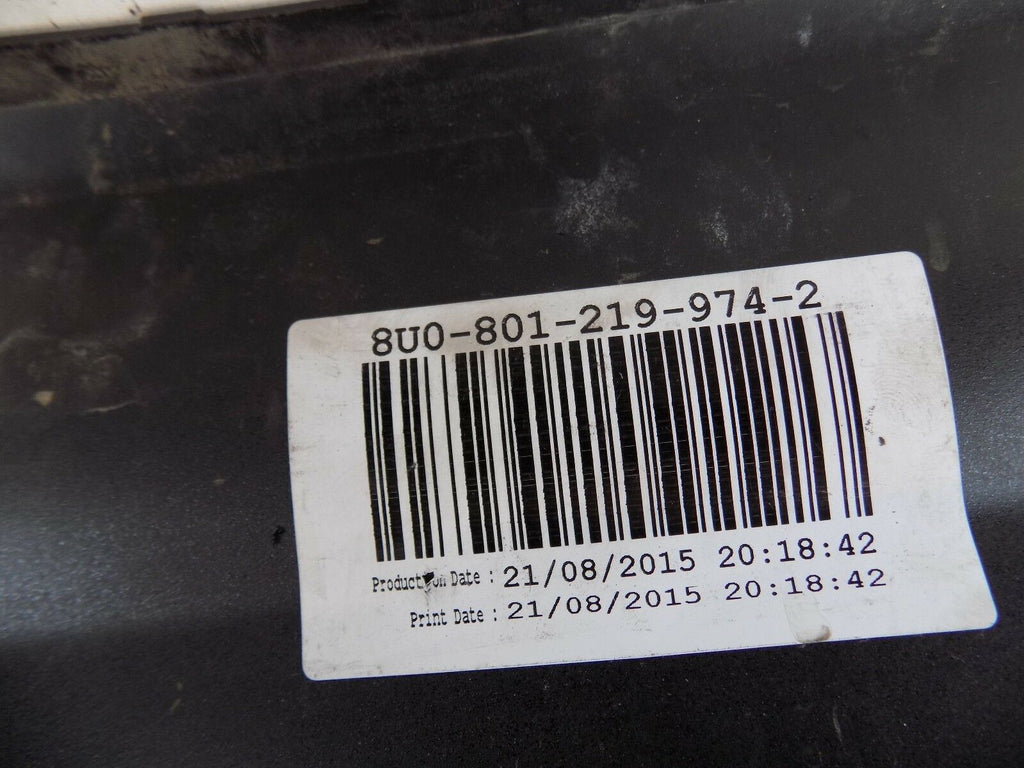 8U0-801-219-974-2
Production Date : 21/08/2015 20:18:42
Print Date : 21/08/2015 20:18:42